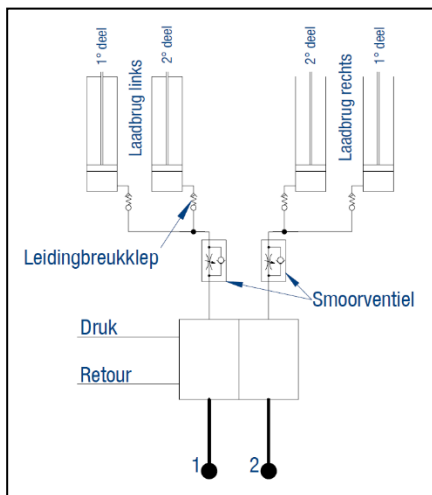 1° deel
Laadbrug links
2° deel
2° deel
Laadbrug rechts
1° deel
Leidingbreukklep
Smoorventiel
Druk
Retour
1
2